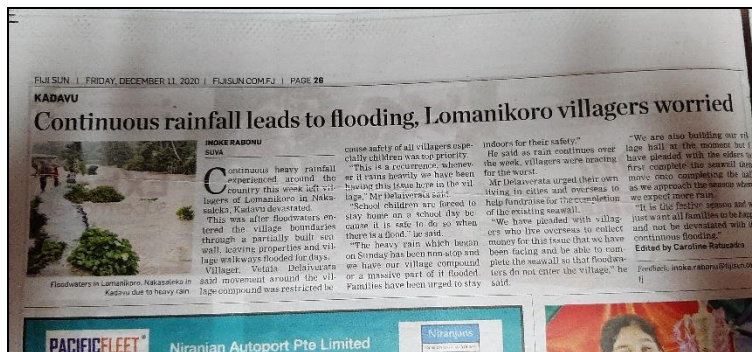 FIJI SUN | FRIDAY, DECEMBER 11, 2020 | FIJISUN.COM.FJ | PAGE 28
KADAVU
Continuous rainfall leads to flooding, Lomanikoro villagers worried
Floodwaters in Lomanikoro, Nakasaleka in
Kadavu due to heavy rain.
INOKE RABONU
SUVA
Continuous heavy rainfall
experienced around the
country this week left vil-
lagers of Lomanikoro in Naka-
saleka, Kadavu devastated.
This was after floodwaters en-
tered the village boundaries
through a partially built sea
wall, leaving properties and vil-
lage walkways flooded for days.
Villager, Delaiverata
said movement around the vil-
lage compound was restricted be-
cause safety of all villagers espe-
cially children was top priority.
"This is a recurrence, whenev-
er it rains heavily we have been
having this issue here in the vil-
lage," Mr Delaiverata said.
"School children are forced to
stay home on a school day be-
cause it is safe to do so when
there is a flood," he said.
"The heavy rain which began
on Sunday has been non-stop and
we have our village compound
or a massive part of it flooded.
Families have been urged to stay
indoors for their safety."
He said as rain continues over
the week, villagers were bracing
for the worst.
Mr Delaiverata urged their own
living in cities and overseas to
help fundraise for the completion
of the existing seawall.
"We have pleaded with villag-
ers who live overseas to collect
money for this issue that we have
been facing and be able to com-
plete the seawall so that floodwa-
ters do not enter the village," he
said.
"We are also building our vil-
lage hall at the moment but I
have pleaded with the elders to
first complete the seawall then
move onto completing the hall
as we approach the season when
we expect more rain.
"It is the festive season and we
just want all families to be
and not be devastated with
continuous flooding."
Edited by Caroline Ratucadra
Feedback: inoke.rabonu@fijisun.com.
fj
PACIFICFLEET
Niranjan Autoport Pte Limited
Niranjans